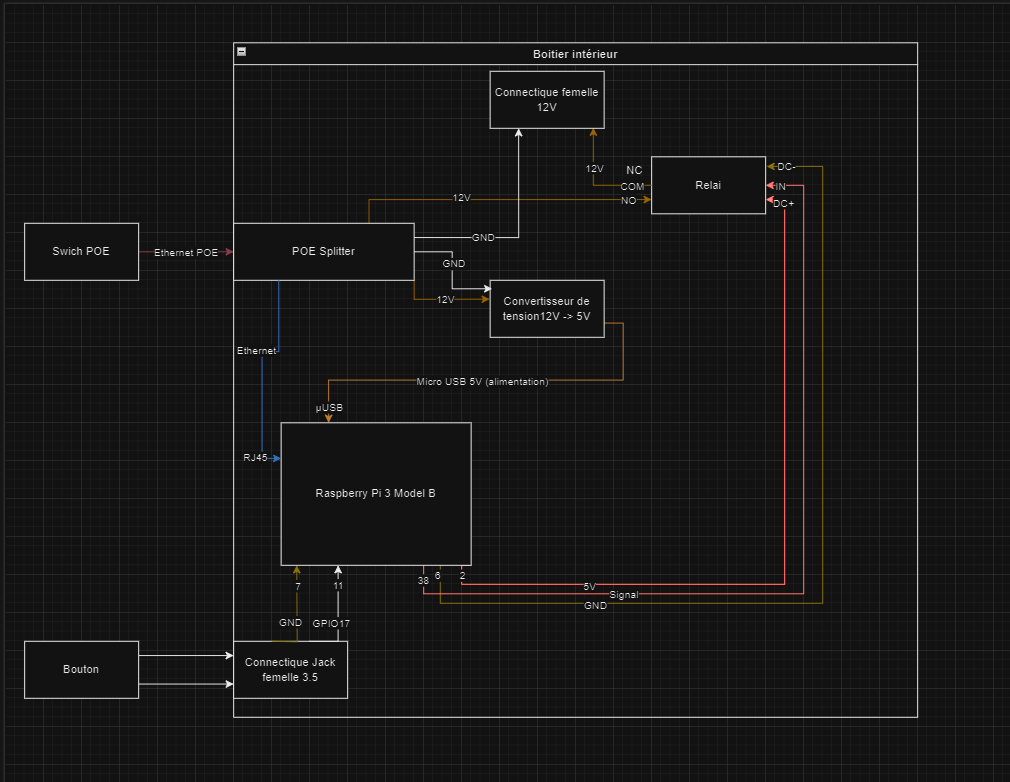 Boitier intérieur
Connectique femelle
12V
12V
NC
COM
NO
Relai
DC-
IN
DC+
12V
Swich POE
Ethernet POE
POE Splitter
GND
GND
12V
Convertisseur de
tension12V -> 5V
Ethernet
Micro USB 5V (alimentation)
µUSB
RJ45
Raspberry Pi 3 Model B
7
11
38
6
2
5V
Signal
GND
GND
GPIO17
Bouton
Connectique Jack
femelle 3.5